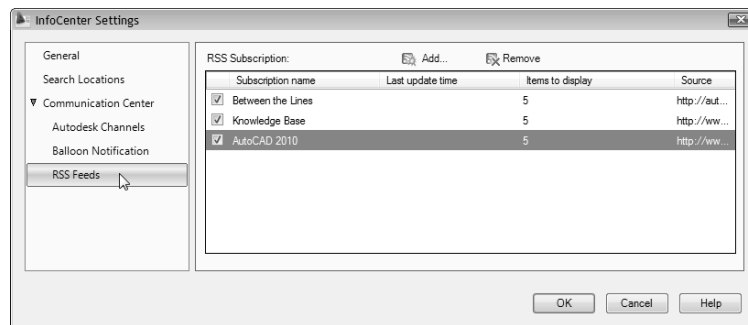 InfoCenter Settings
General
Search Locations
Communication Center
Autodesk Channels
Balloon Notification
RSS Feeds
RSS Subscription: Add... Remove
Subscription name Last update time Items to display Source
Between the Lines 5 http://aut...
Knowledge Base 5 http://ww...
AutoCAD 2010 5 http://ww...
OK Cancel Help